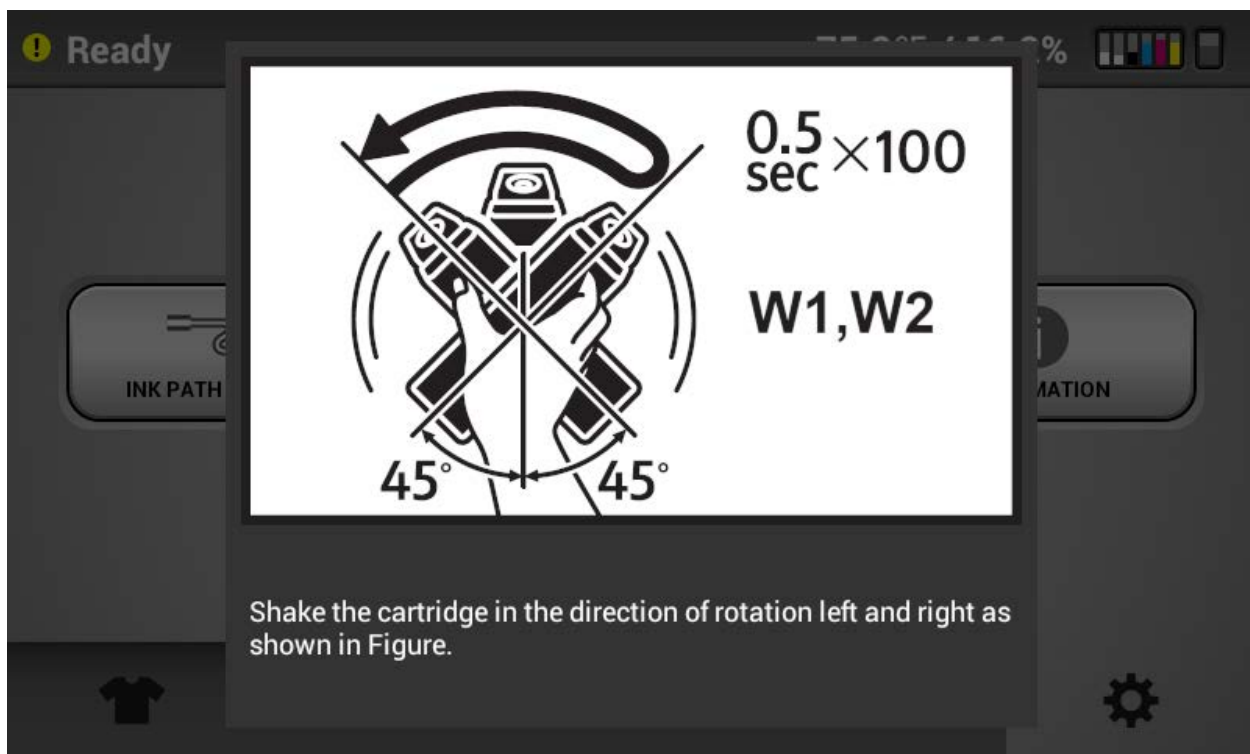 Ready
%
0.5
sec ×100
W1,W2
INK PATH
MATION
45° 45°
Shake the cartridge in the direction of rotation left and right as
shown in Figure.